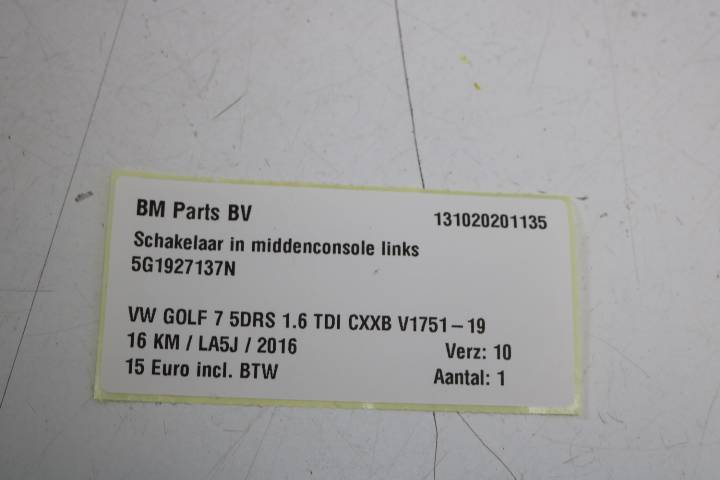 BM Parts BV 131020201135
Schakelaar in middenconsole links
5G1927137N
VW GOLF 7 5DRS 1.6 TDI CXXB V1751-19
16 KM / LA5J / 2016 Verz: 10
15 Euro incl. BTW Aantal: 1